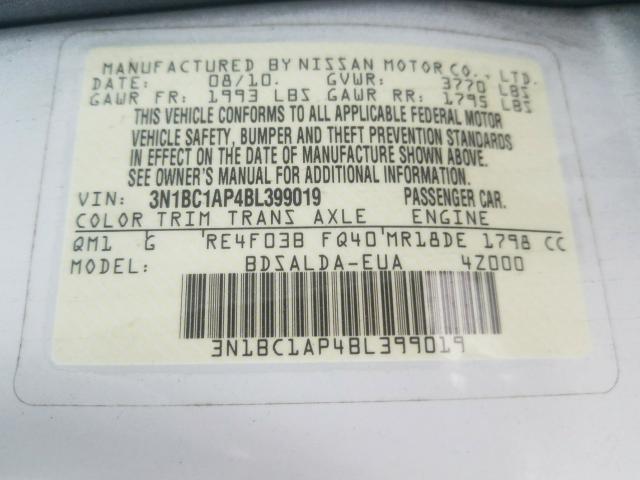 MANUFACTURED BY NISSAN MOTOR CO., LTD.
DATE: 08/10. GVWR: 3770 LBS
GAWR FR: 1993 LBS GAWR RR: 1795 LBS
THIS VEHICLE CONFORMS TO ALL APPLICABLE FEDERAL MOTOR
VEHICLE SAFETY, BUMPER AND THEFT PREVENTION STANDARDS
IN EFFECT ON THE DATE OF MANUFACTURE SHOWN ABOVE.
SEE OWNER'S MANUAL FOR ADDITIONAL INFORMATION.
VIN: 3N1BC1AP4BL399019 PASSENGER CAR.
COLOR TRIM TRANS AXLE ENGINE
QM1 G RE4F03B FQ40 MR18DE 1798 CC
MODEL: BDSALDA-EUA 4Z000
3N1BC1AP4BL399019